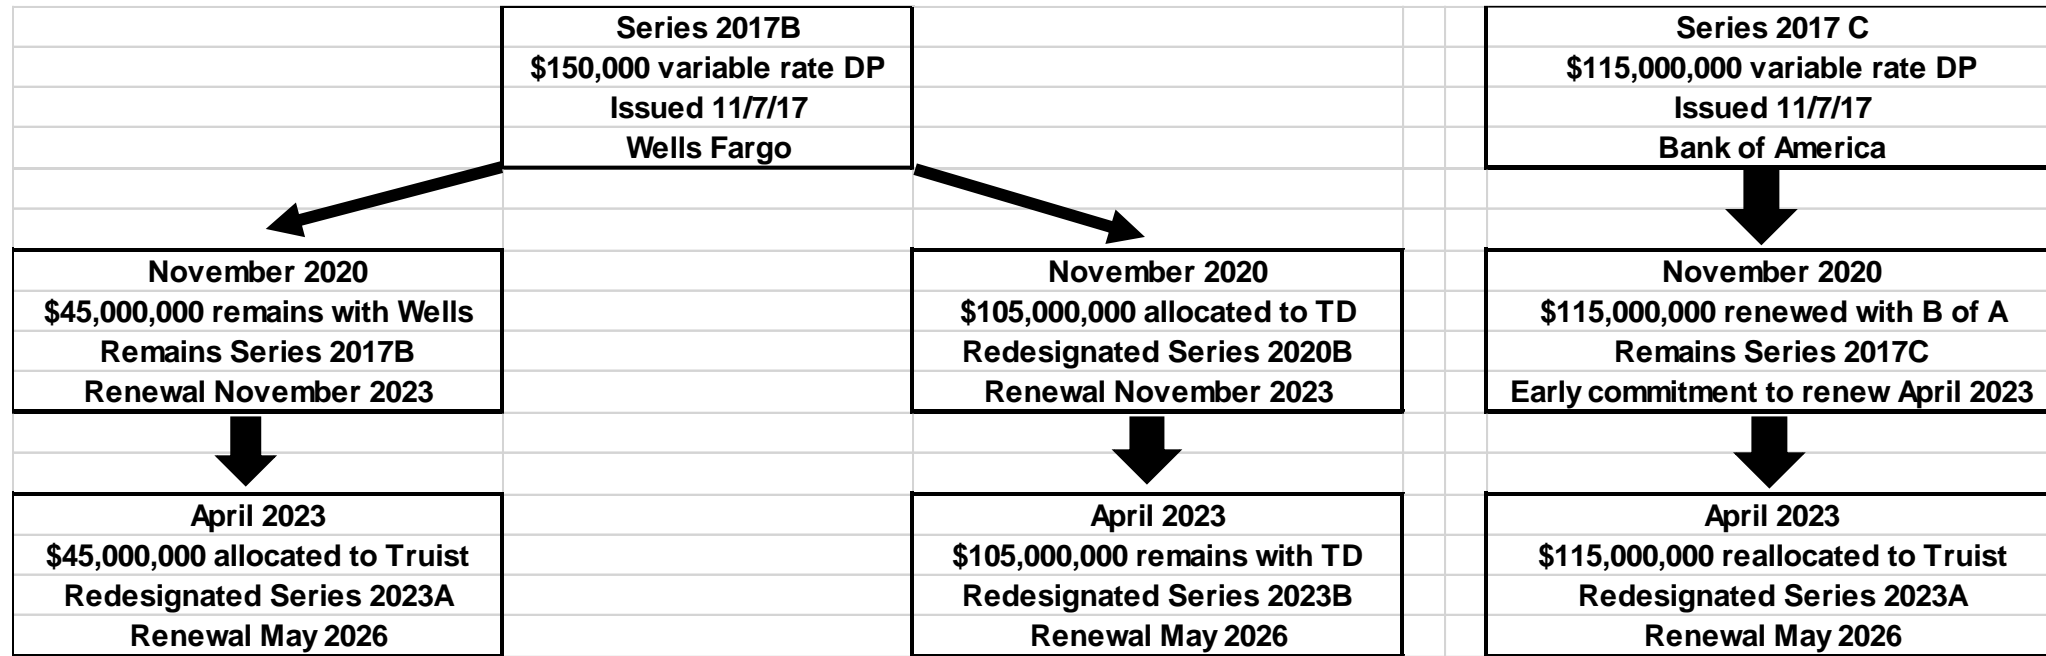 Series 2017B
$150,000 variable rate DP
Issued 11/7/17
Wells Fargo
Series 2017 C
$115,000,000 variable rate DP
Issued 11/7/17
Bank of America
November 2020
$45,000,000 remains with Wells
Remains Series 2017B
Renewal November 2023
November 2020
$105,000,000 allocated to TD
Redesignated Series 2020B
Renewal November 2023
November 2020
$115,000,000 renewed with B of A
Remains Series 2017C
Early commitment to renew April 2023
April 2023
$45,000,000 allocated to Truist
Redesignated Series 2023A
Renewal May 2026
April 2023
$105,000,000 remains with TD
Redesignated Series 2023B
Renewal May 2026
April 2023
$115,000,000 reallocated to Truist
Redesignated Series 2023A
Renewal May 2026